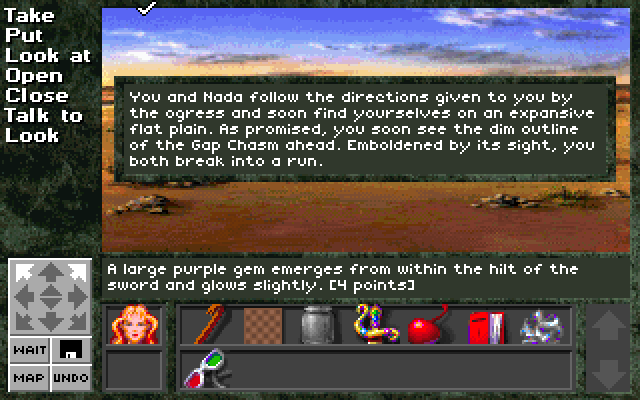 Take
Put
Look at
Open
Close
Talk to
Look
You and Nada follow the directions given to you by
the ogress and soon find yourselves on an expansive
flat plain. As promised, you soon see the dim outline
of the Gap Chasm ahead. Emboldened by its sight, you
both break into a run.
A large purple gem emerges from within the hilt of the
sword and glows slightly. [4 points]
WAIT
MAP
UNDO